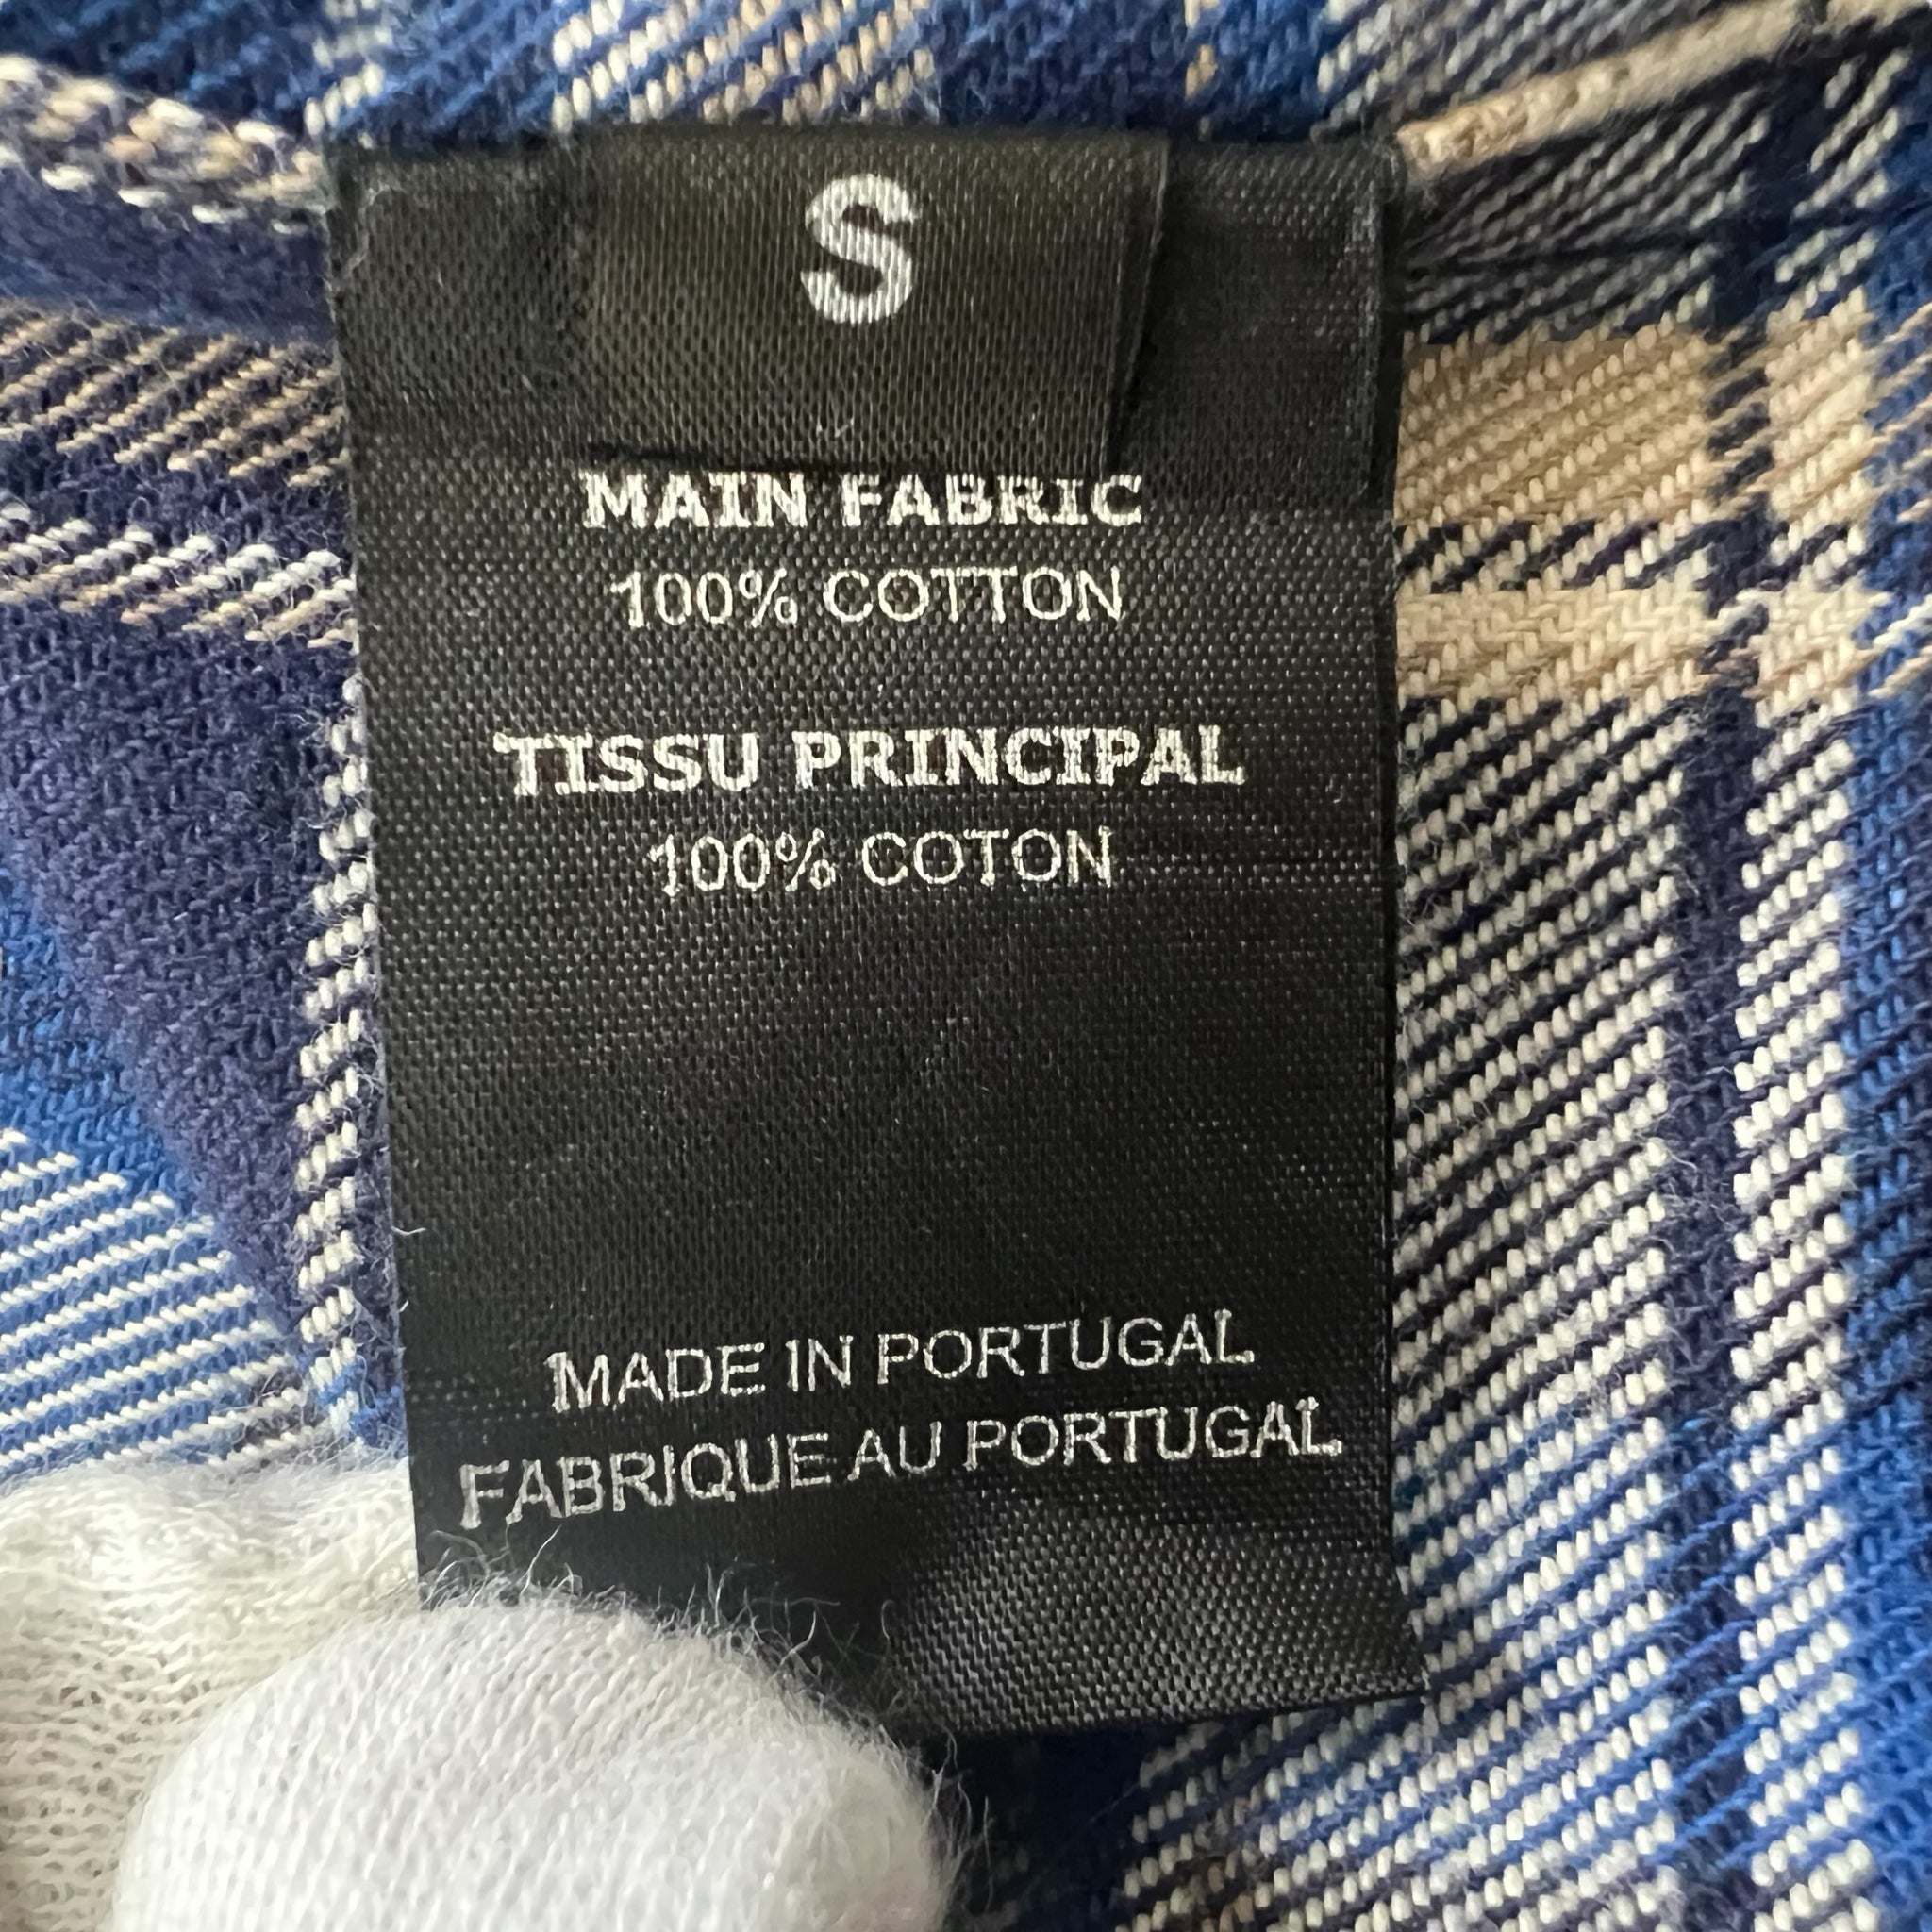 S
MAIN FABRIC
100% COTTON
TISSU PRINCIPAL
100% COTON
MADE IN PORTUGAL
FABRIQUE AU PORTUGAL